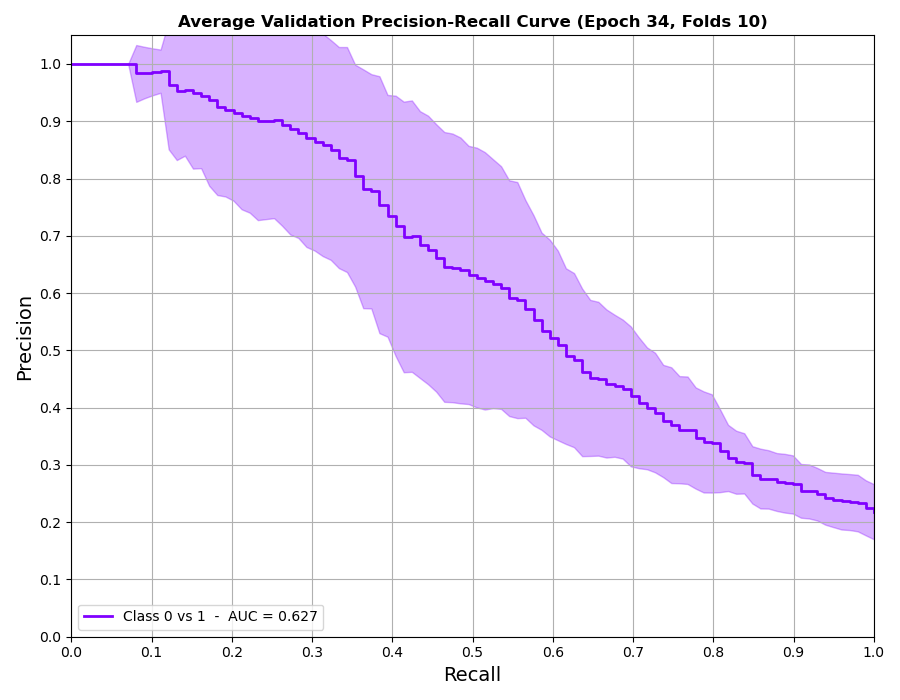 Average Validation Precision-Recall Curve (Epoch 34, Folds 10)
Precision
1.0
0.9
0.8
0.7
0.6
0.5
0.4
0.3
0.2
0.1
0.0
Class 0 vs 1 - AUC = 0.627
0.0 0.1 0.2 0.3 0.4 0.5 0.6 0.7 0.8 0.9 1.0
Recall